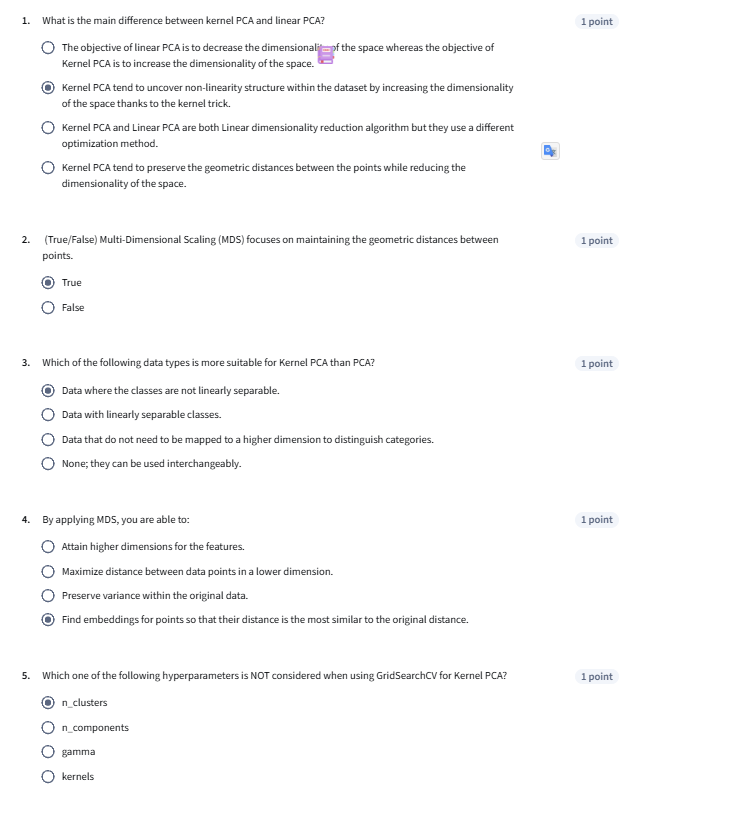 1. What is the main difference between kernel PCA and linear PCA? 1 point
The objective of linear PCA is to decrease the dimensionality of the space whereas the objective of
Kernel PCA is to increase the dimensionality of the space.
Kernel PCA tend to uncover non-linearity structure within the dataset by increasing the dimensionality
of the space thanks to the kernel trick.
Kernel PCA and Linear PCA are both Linear dimensionality reduction algorithm but they use a different
optimization method.
Kernel PCA tend to preserve the geometric distances between the points while reducing the
dimensionality of the space.
2. (True/False) Multi-Dimensional Scaling (MDS) focuses on maintaining the geometric distances between 1 point
points.
True
False
3. Which of the following data types is more suitable for Kernel PCA than PCA? 1 point
Data where the classes are not linearly separable.
Data with linearly separable classes.
Data that do not need to be mapped to a higher dimension to distinguish categories.
None; they can be used interchangeably.
4. By applying MDS, you are able to: 1 point
Attain higher dimensions for the features.
Maximize distance between data points in a lower dimension.
Preserve variance within the original data.
Find embeddings for points so that their distance is the most similar to the original distance.
5. Which one of the following hyperparameters is NOT considered when using GridSearchCV for Kernel PCA? 1 point
n_clusters
n_components
gamma
kernels